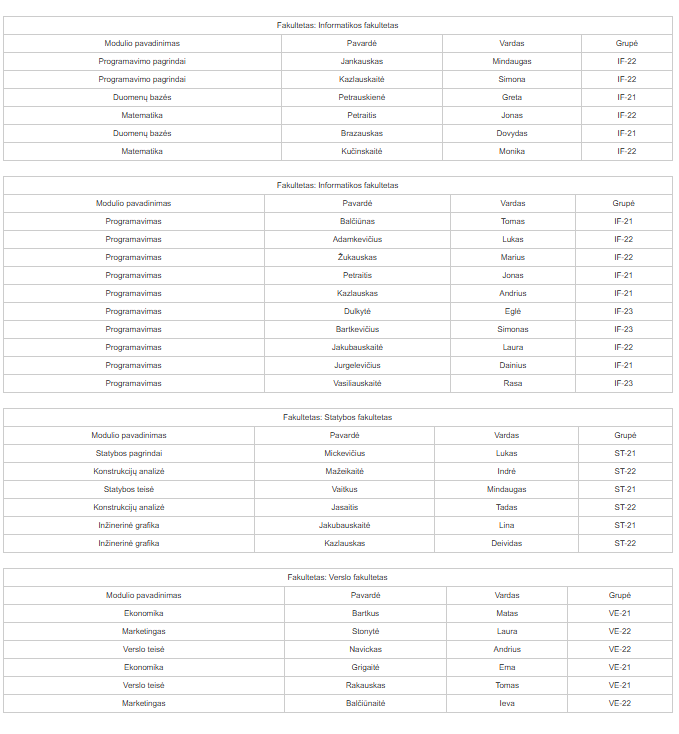 Fakultetas: Informatikos fakultetas
Modulio pavadinimas Pavardė Vardas Grupė
Programavimo pagrindai Jankauskas Mindaugas IF-22
Programavimo pagrindai Kazlauskaitė Simona IF-22
Duomenų bazės Petrauskienė Greta IF-21
Matematika Petraitis Jonas IF-22
Duomenų bazės Brazauskas Dovydas IF-21
Matematika Kučinskaitė Monika IF-22
Fakultetas: Informatikos fakultetas
Modulio pavadinimas Pavardė Vardas Grupė
Programavimas Balčiūnas Tomas IF-21
Programavimas Adamkevičius Lukas IF-22
Programavimas Žukauskas Marius IF-22
Programavimas Petraitis Jonas IF-21
Programavimas Kazlauskas Andrius IF-21
Programavimas Dulkytė Eglė IF-23
Programavimas Bartkevičius Simonas IF-23
Programavimas Jakubauskaitė Laura IF-22
Programavimas Jurgelevičius Dainius IF-21
Programavimas Vasiliauskaitė Rasa IF-23
Fakultetas: Statybos fakultetas
Modulio pavadinimas Pavardė Vardas Grupė
Statybos pagrindai Mickevičius Lukas ST-21
Konstrukcijų analizė Mažeikaitė Indrė ST-22
Statybos teisė Vaitkus Mindaugas ST-21
Konstrukcijų analizė Jasaitis Tadas ST-22
Inžinerinė grafika Jakubauskaitė Lina ST-21
Inžinerinė grafika Kazlauskas Deividas ST-22
Fakultetas: Verslo fakultetas
Modulio pavadinimas Pavardė Vardas Grupė
Ekonomika Bartkus Matas VE-21
Marketingas Stonytė Laura VE-22
Verslo teisė Navickas Andrius VE-22
Ekonomika Grigaitė Ema VE-21
Verslo teisė Rakauskas Tomas VE-21
Marketingas Balčiūnaitė Ieva VE-22